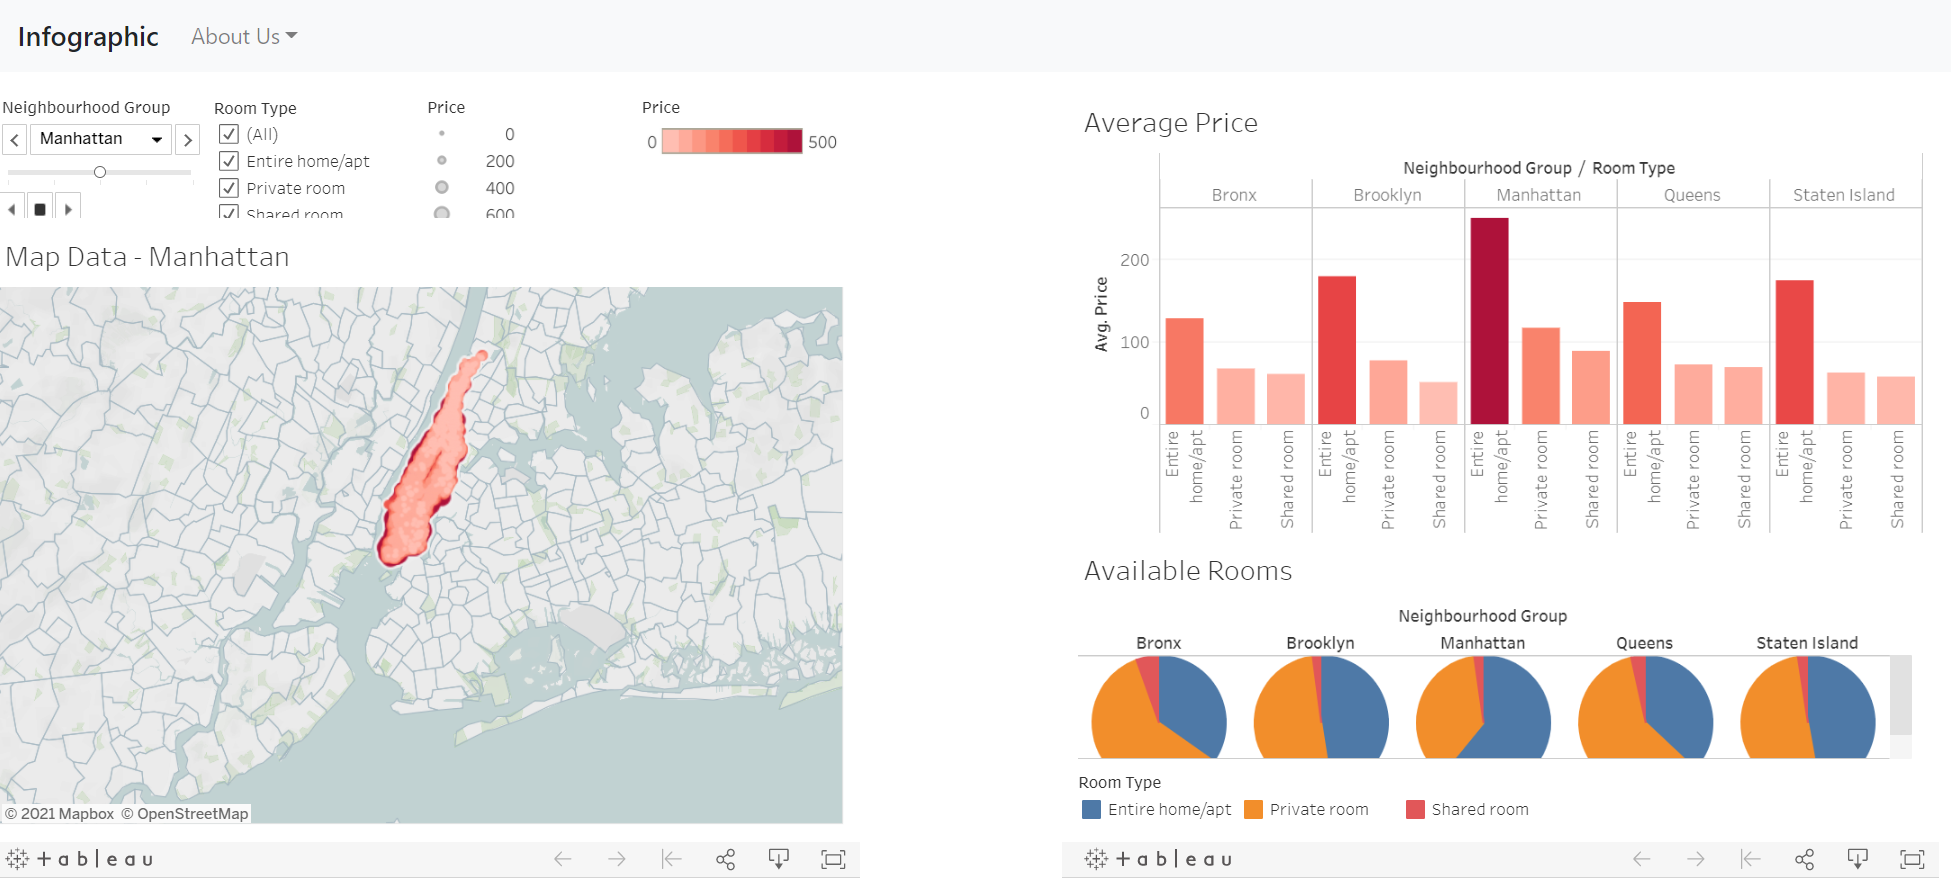 Infographic About Us
Neighbourhood Group
Manhattan
Room Type
(All)
Entire home/apt
Private room
Shared room
Price
0
200
400
600
Price
0 500
Map Data - Manhattan
© 2021 Mapbox © OpenStreetMap
+ableau
Average Price
Neighbourhood Group / Room Type
Bronx Brooklyn Manhattan Queens Staten Island
Avg. Price
200
100
0
Entire home/apt
Private room
Shared room
Entire home/apt
Private room
Shared room
Entire home/apt
Private room
Shared room
Entire home/apt
Private room
Shared room
Entire home/apt
Private room
Shared room
Available Rooms
Neighbourhood Group
Bronx Brooklyn Manhattan Queens Staten Island
Room Type
Entire home/apt Private room Shared room
+ableau